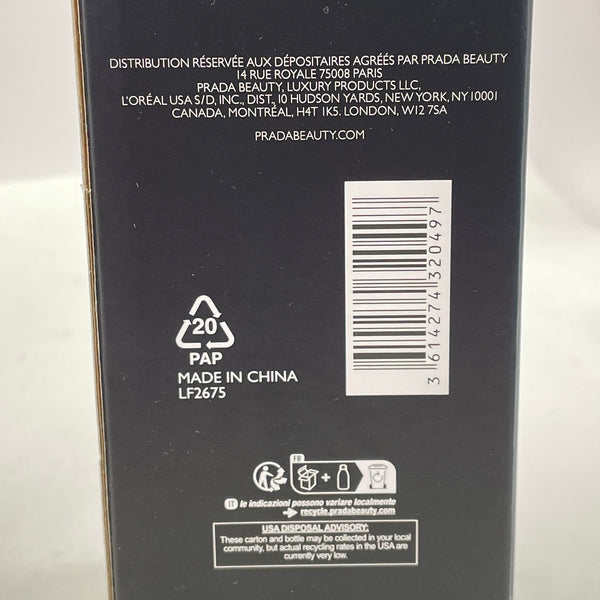 DISTRIBUTION RÉSERVÉE AUX DÉPOSITAIRES AGRÉÉS PAR PRADA BEAUTY
14 RUE ROYALE 75008 PARIS
PRADA BEAUTY, LUXURY PRODUCTS LLC,
L'ORÉAL USA S/D, INC., DIST. 10 HUDSON YARDS, NEW YORK, NY 10001
CANADA, MONTRÉAL, H4T 1K5. LONDON, W12 7SA
PRADABEAUTY.COM
3 614274 320497
20
PAP
MADE IN CHINA
LF2675
FR
+
IT le indicazioni possono variare localmente
recycle.pradabeauty.com
USA DISPOSAL ADVISORY:
These carton and bottle may be collected in your local
community, but actual recycling rates in the USA are
currently very low.